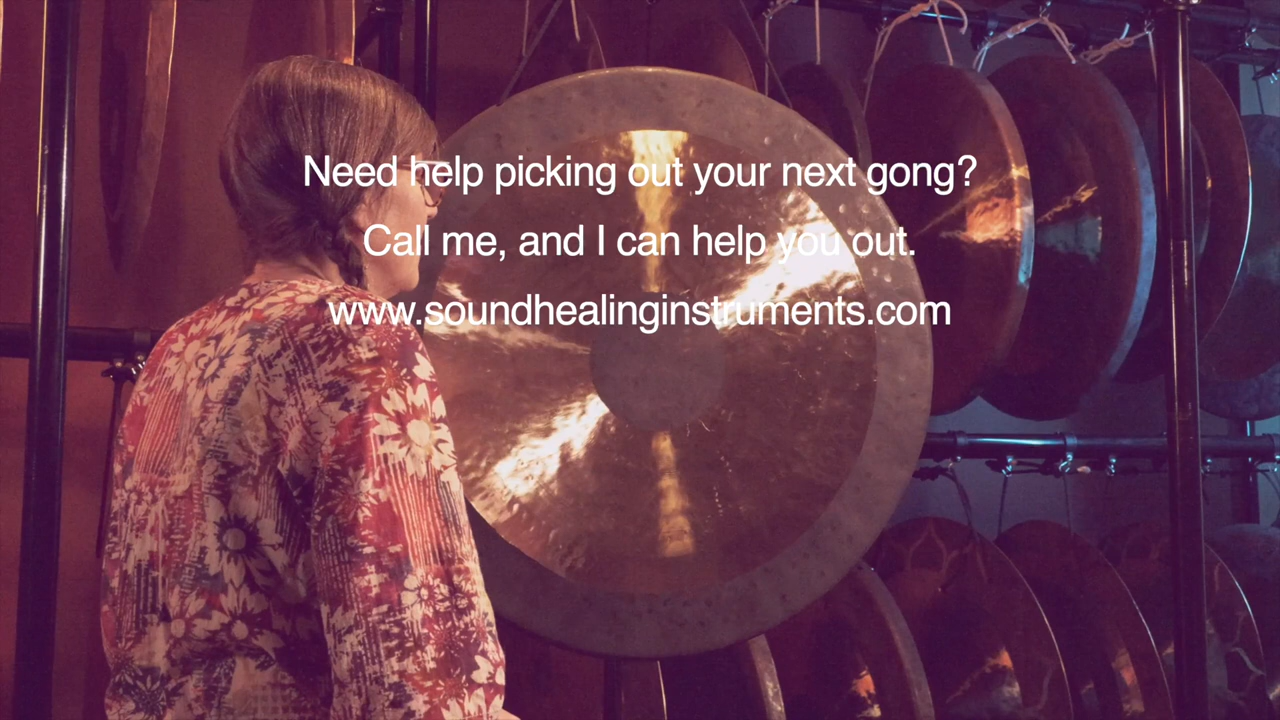 Need help picking out your next gong?
Call me, and I can help you out.
www.soundhealinginstruments.com